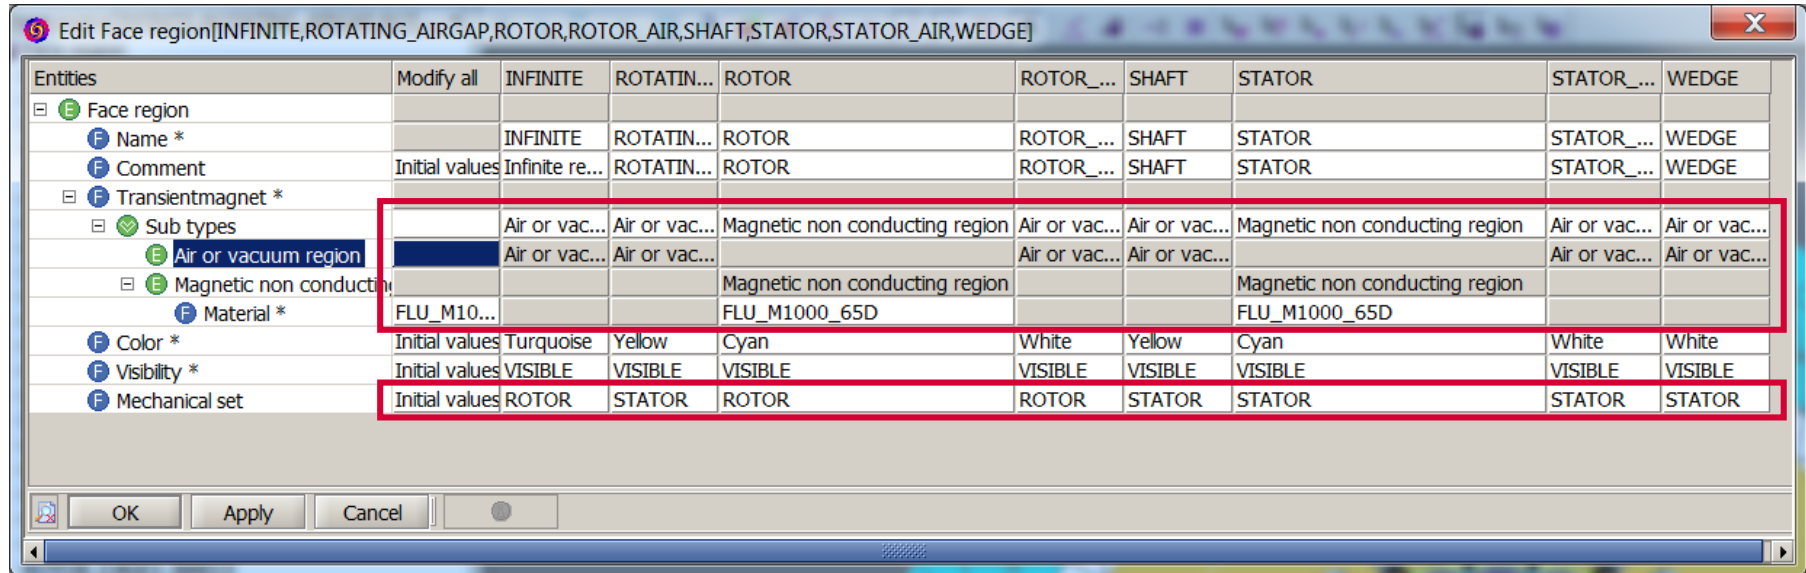 Edit Face region[INFINITE,ROTATING_AIRGAP,ROTOR,ROTOR_AIR,SHAFT,STATOR,STATOR_AIR,WEDGE]
Entities Modify all INFINITE ROTATIN... ROTOR ROTOR_... SHAFT STATOR STATOR_... WEDGE
Face region
Name * INFINITE ROTATIN... ROTOR ROTOR_... SHAFT STATOR STATOR_... WEDGE
Comment Initial values Infinite re... ROTATIN... ROTOR ROTOR_... SHAFT STATOR STATOR_... WEDGE
Transientmagnet *
Sub types Air or vac... Air or vac... Magnetic non conducting region Air or vac... Air or vac... Magnetic non conducting region Air or vac... Air or vac...
Air or vacuum region Air or vac... Air or vac... Air or vac... Air or vac... Air or vac... Air or vac...
Magnetic non conducting Magnetic non conducting region Magnetic non conducting region
Material * FLU_M10... FLU_M1000_65D FLU_M1000_65D
Color * Initial values Turquoise Yellow Cyan White Yellow Cyan White White
Visibility * Initial values VISIBLE VISIBLE VISIBLE VISIBLE VISIBLE VISIBLE VISIBLE VISIBLE
Mechanical set Initial values ROTOR STATOR ROTOR ROTOR STATOR STATOR STATOR STATOR
OK Apply Cancel